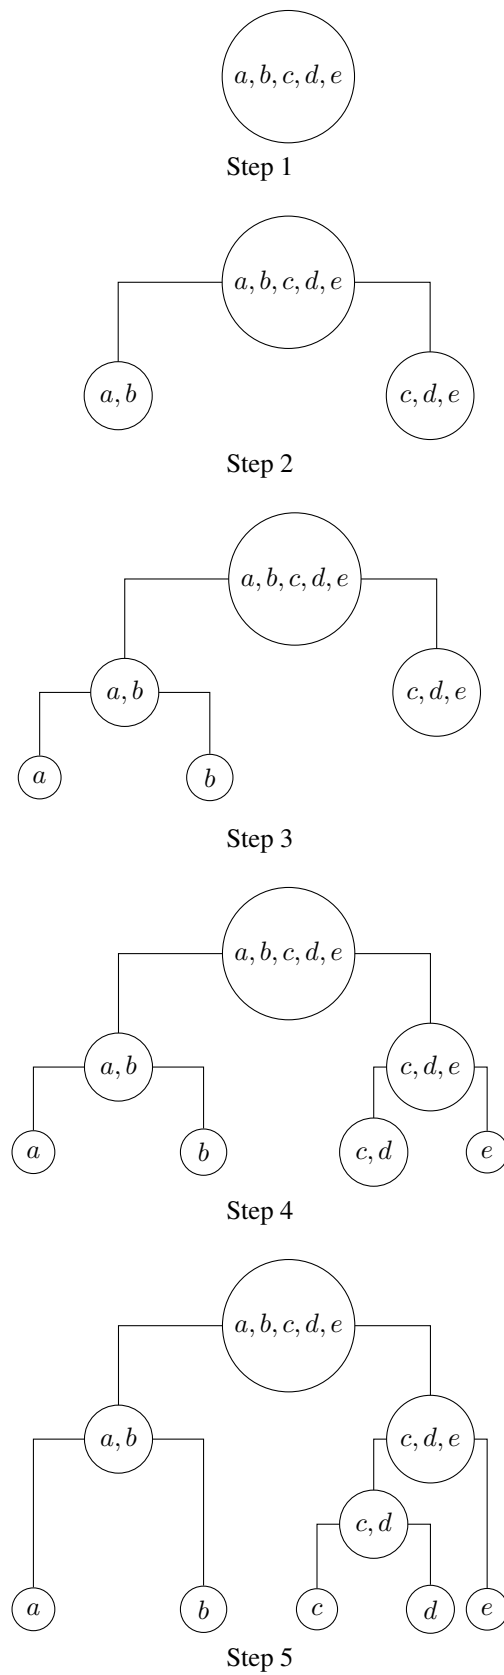 a, b, c, d, e
Step 1
a, b, c, d, e
a, b
c, d, e
Step 2
a, b, c, d, e
a, b
c, d, e
a
b
Step 3
a, b, c, d, e
a, b
c, d, e
a
b
c, d
e
Step 4
a, b, c, d, e
a, b
c, d, e
c, d
a
b
c
d
e
Step 5